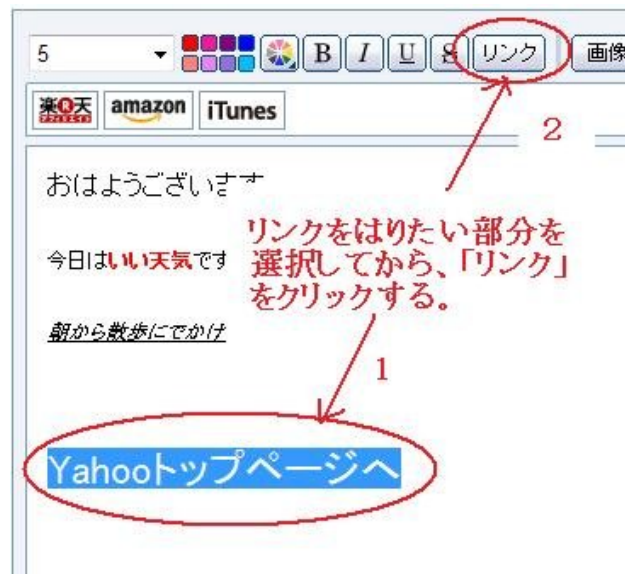 5 B I U S リンク 画像
楽R天 amazon iTunes
2
おはようございます
リンクをはりたい部分を
今日はいい天気です 選択してから、「リンク」
をクリックする。
朝から散歩にでかけ
1
Yahooトップページへ